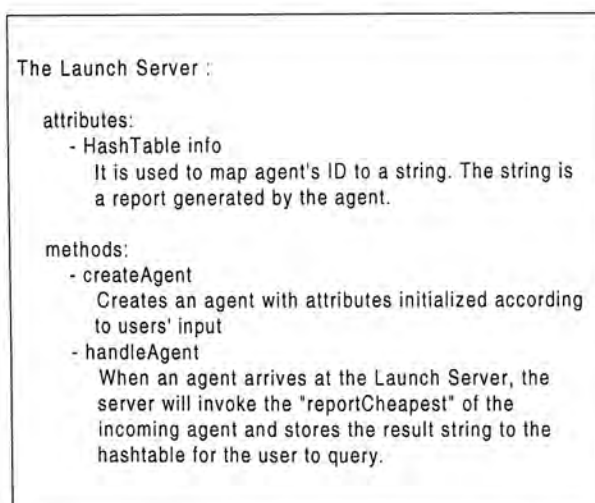 The Launch Server :
attributes:
- HashTable info
It is used to map agent's ID to a string. The string is
a report generated by the agent.
methods:
- createAgent
Creates an agent with attributes initialized according
to users' input
- handleAgent
When an agent arrives at the Launch Server, the
server will invoke the "reportCheapest" of the
incoming agent and stores the result string to the
hashtable for the user to query.